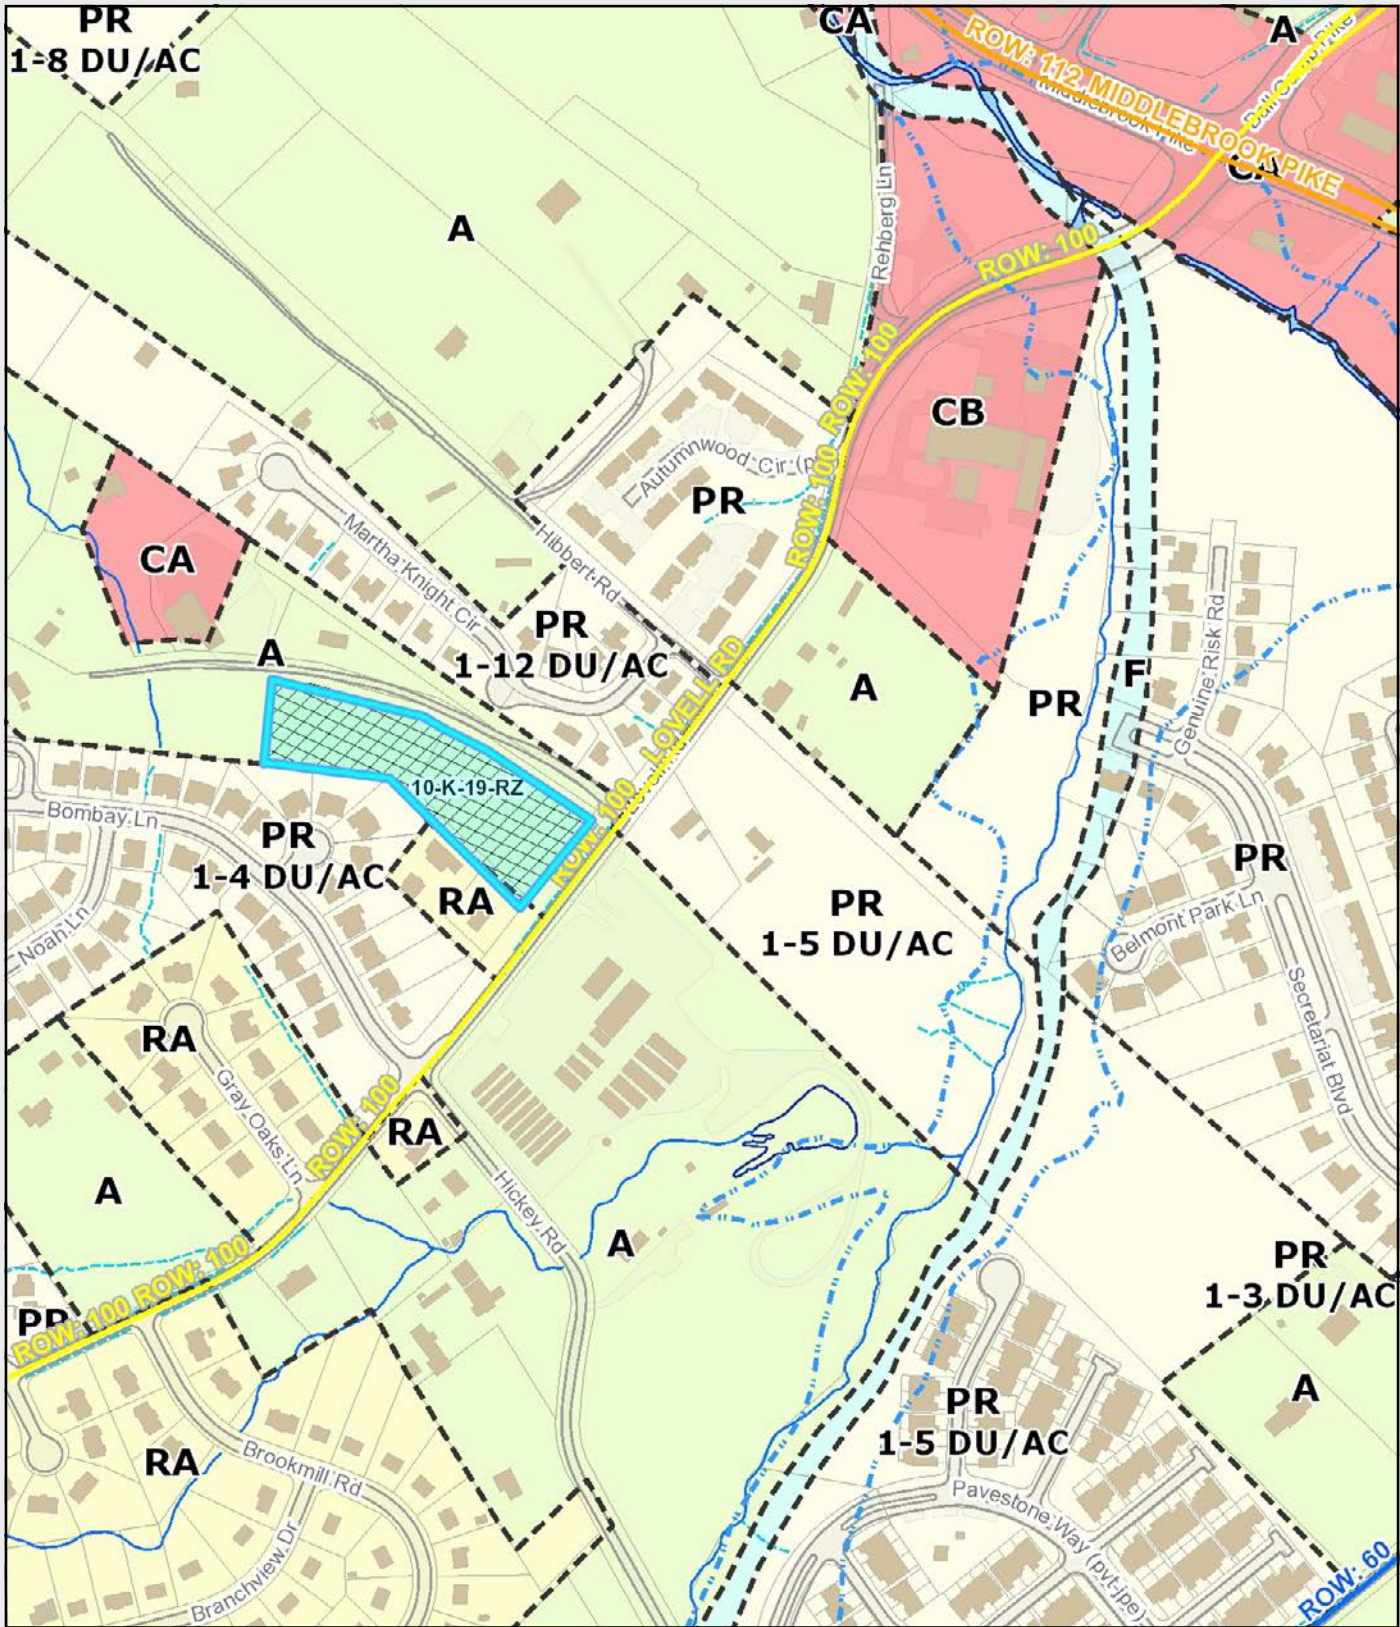 PR
1-8 DU/AC
CA
A
ROW: 112, MIDDLEBROOK PIKE
Middlebrook Pike
CA
A
Rehberg Ln
ROW: 100
ROW: 100
CB
Autumnwood Cir
PR
ROW: 100
Martha Knight Cir
Hibbert Rd
CA
PR
1-12 DU/AC
A
LOVELL RD
A
PR
F
Genuine Risk Rd
10-K-19-RZ
ROW: 100
Bombay Ln
PR
1-4 DU/AC
RA
PR
1-5 DU/AC
PR
Belmont Park Ln
Noah Ln
Secretariat Blvd
RA
Gray Oaks Ln
ROW: 100
RA
A
Hickey Rd
A
PR
1-3 DU/AC
PR
ROW: 100 ROW: 100
A
PR
1-5 DU/AC
RA
Brookmill Rd
Branchview Dr
Pavestone Way (pvt-jpe)
ROW: 60